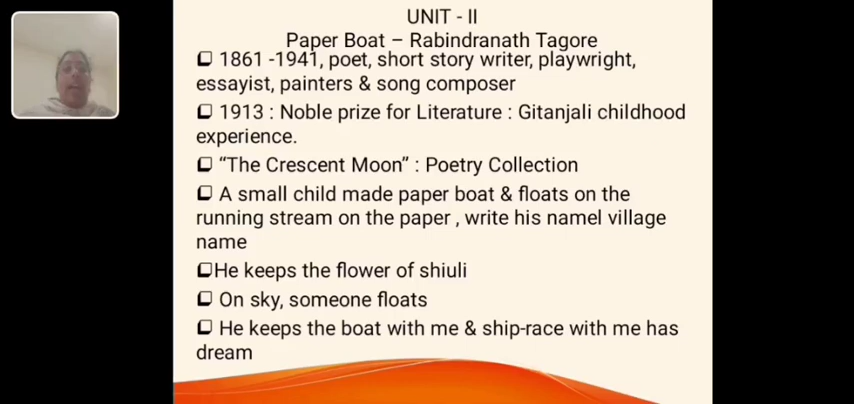 UNIT - II
Paper Boat – Rabindranath Tagore
1861 -1941, poet, short story writer, playwright,
essayist, painters & song composer
1913 : Noble prize for Literature : Gitanjali childhood
experience.
“The Crescent Moon” : Poetry Collection
A small child made paper boat & floats on the
running stream on the paper , write his namel village
name
He keeps the flower of shiuli
On sky, someone floats
He keeps the boat with me & ship-race with me has
dream